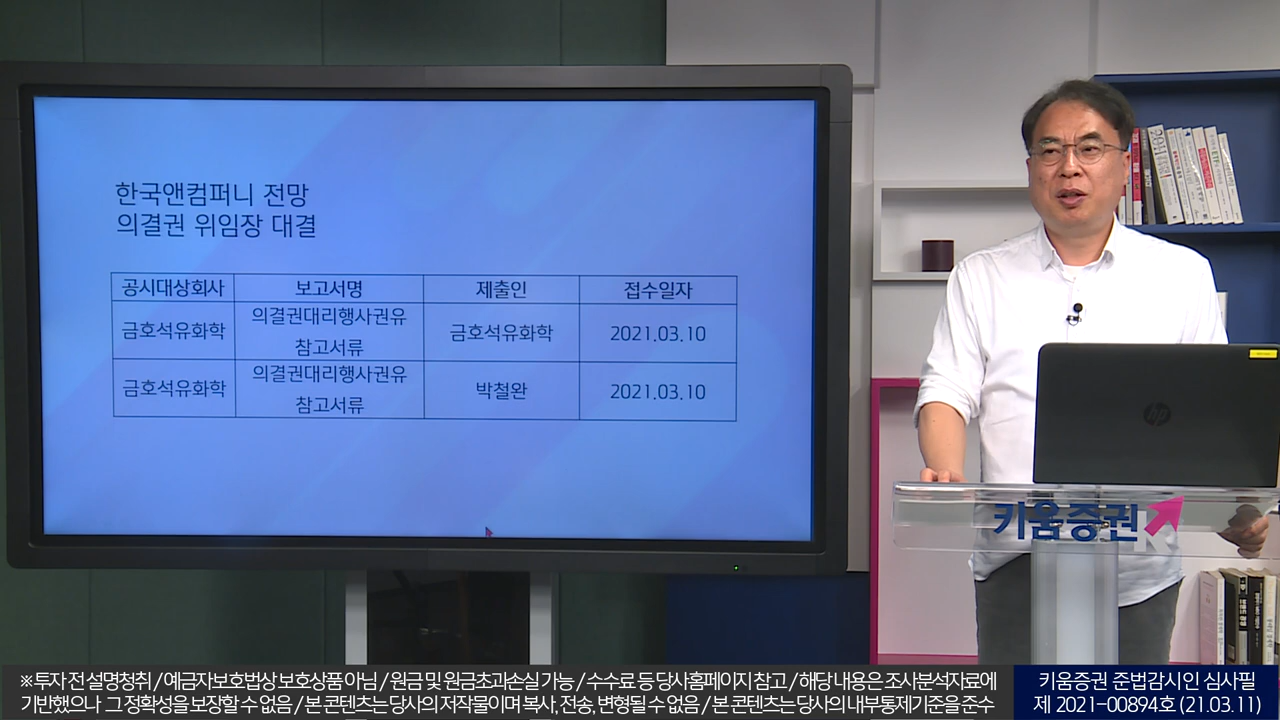 한국앤컴퍼니 전망
의결권 위임장 대결
공시대상회사 보고서명 제출인 접수일자
금호석유화학 의결권대리행사권유 참고서류 금호석유화학 2021.03.10
금호석유화학 의결권대리행사권유 참고서류 박철완 2021.03.10
hp
키움증권
※ 투자 전 설명청취 / 예금자보호법상 보호상품 아님 / 원금 및 원금초과손실 가능 / 수수료 등 당사홈페이지 참고 / 해당 내용은 조사분석자료에
기반했으나 그 정확성을 보장할 수 없음 / 본 콘텐츠는 당사의 저작물이며 복사, 전송, 변형될 수 없음 / 본 콘텐츠는 당사의 내부통제기준을 준수
키움증권 준법감시인 심사필
제 2021-00894호 (21.03.11)